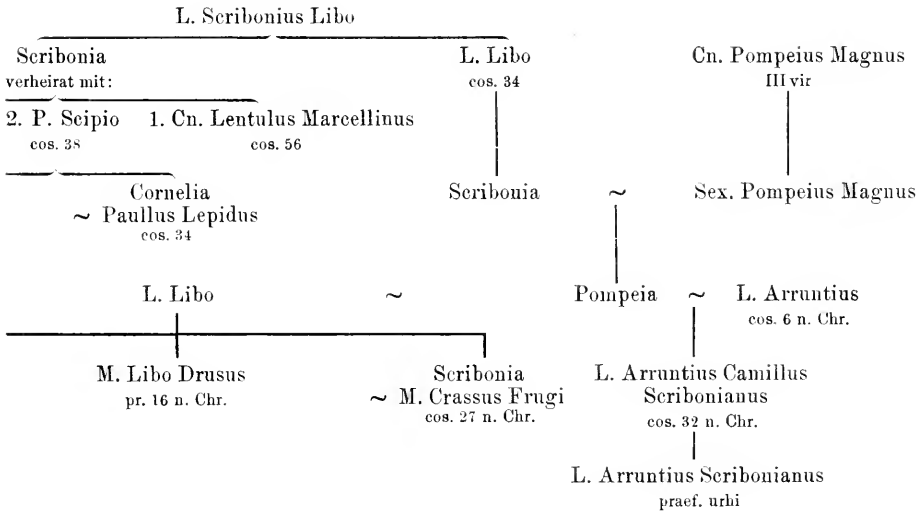 L. Scribonius Libo
Scribonia L. Libo Cn. Pompeius Magnus
verheirat mit: cos. 34 III vir
2. P. Scipio 1. Cn. Lentulus Marcellinus
cos. 38 cos. 56
Cornelia Scribonia ~ Sex. Pompeius Magnus
~ Paullus Lepidus
cos. 34
L. Libo ~ Pompeia ~ L. Arruntius
cos. 6 n. Chr.
M. Libo Drusus Scribonia L. Arruntius Camillus
pr. 16 n. Chr. ~ M. Crassus Frugi Scribonianus
cos. 27 n. Chr. cos. 32 n. Chr.
L. Arruntius Scribonianus
praef. urbi